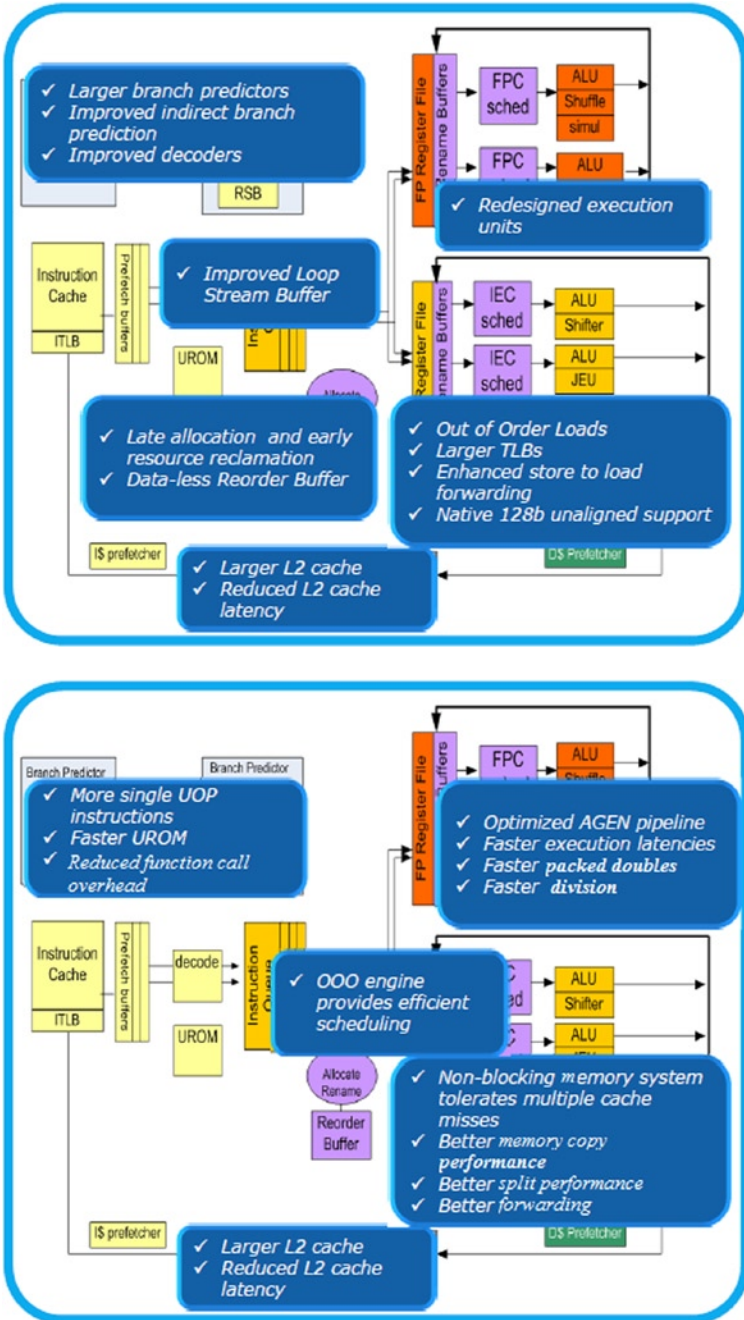 ✓ Larger branch predictors
✓ Improved indirect branch
prediction
✓ Improved decoders
RSB
FP Register File
Rename Buffers
FPC
sched
ALU
Shuffle
simul
FPC
ALU
✓ Redesigned execution
units
Instruction
Cache
ITLB
Prefetch buffers
✓ Improved Loop
Stream Buffer
UROM
Register File
IEC
sched
ALU
Shifter
IEC
sched
ALU
JEU
✓ Late allocation and early
resource reclamation
✓ Data-less Reorder Buffer
✓ Out of Order Loads
✓ Larger TLBs
✓ Enhanced store to load
forwarding
✓ Native 128b unaligned support
I$ prefetcher
✓ Larger L2 cache
✓ Reduced L2 cache
latency
D$ Prefetcher
Branch Predictor
Branch Predictor
✓ More single UOP
instructions
✓ Faster UROM
✓ Reduced function call
overhead
FP Register File
Buffers
FPC
ALU
Shuffle
✓ Optimized AGEN pipeline
✓ Faster execution latencies
✓ Faster packed doubles
✓ Faster division
Instruction
Cache
ITLB
Prefetch buffers
decode
Instruction
Queue
UROM
✓ OOO engine
provides efficient
scheduling
ALU
Shifter
ALU
Allocate
Rename
Reorder
Buffer
✓ Non-blocking memory system
tolerates multiple cache
misses
✓ Better memory copy
performance
✓ Better split performance
✓ Better forwarding
I$ prefetcher
✓ Larger L2 cache
✓ Reduced L2 cache
latency
D$ Prefetcher